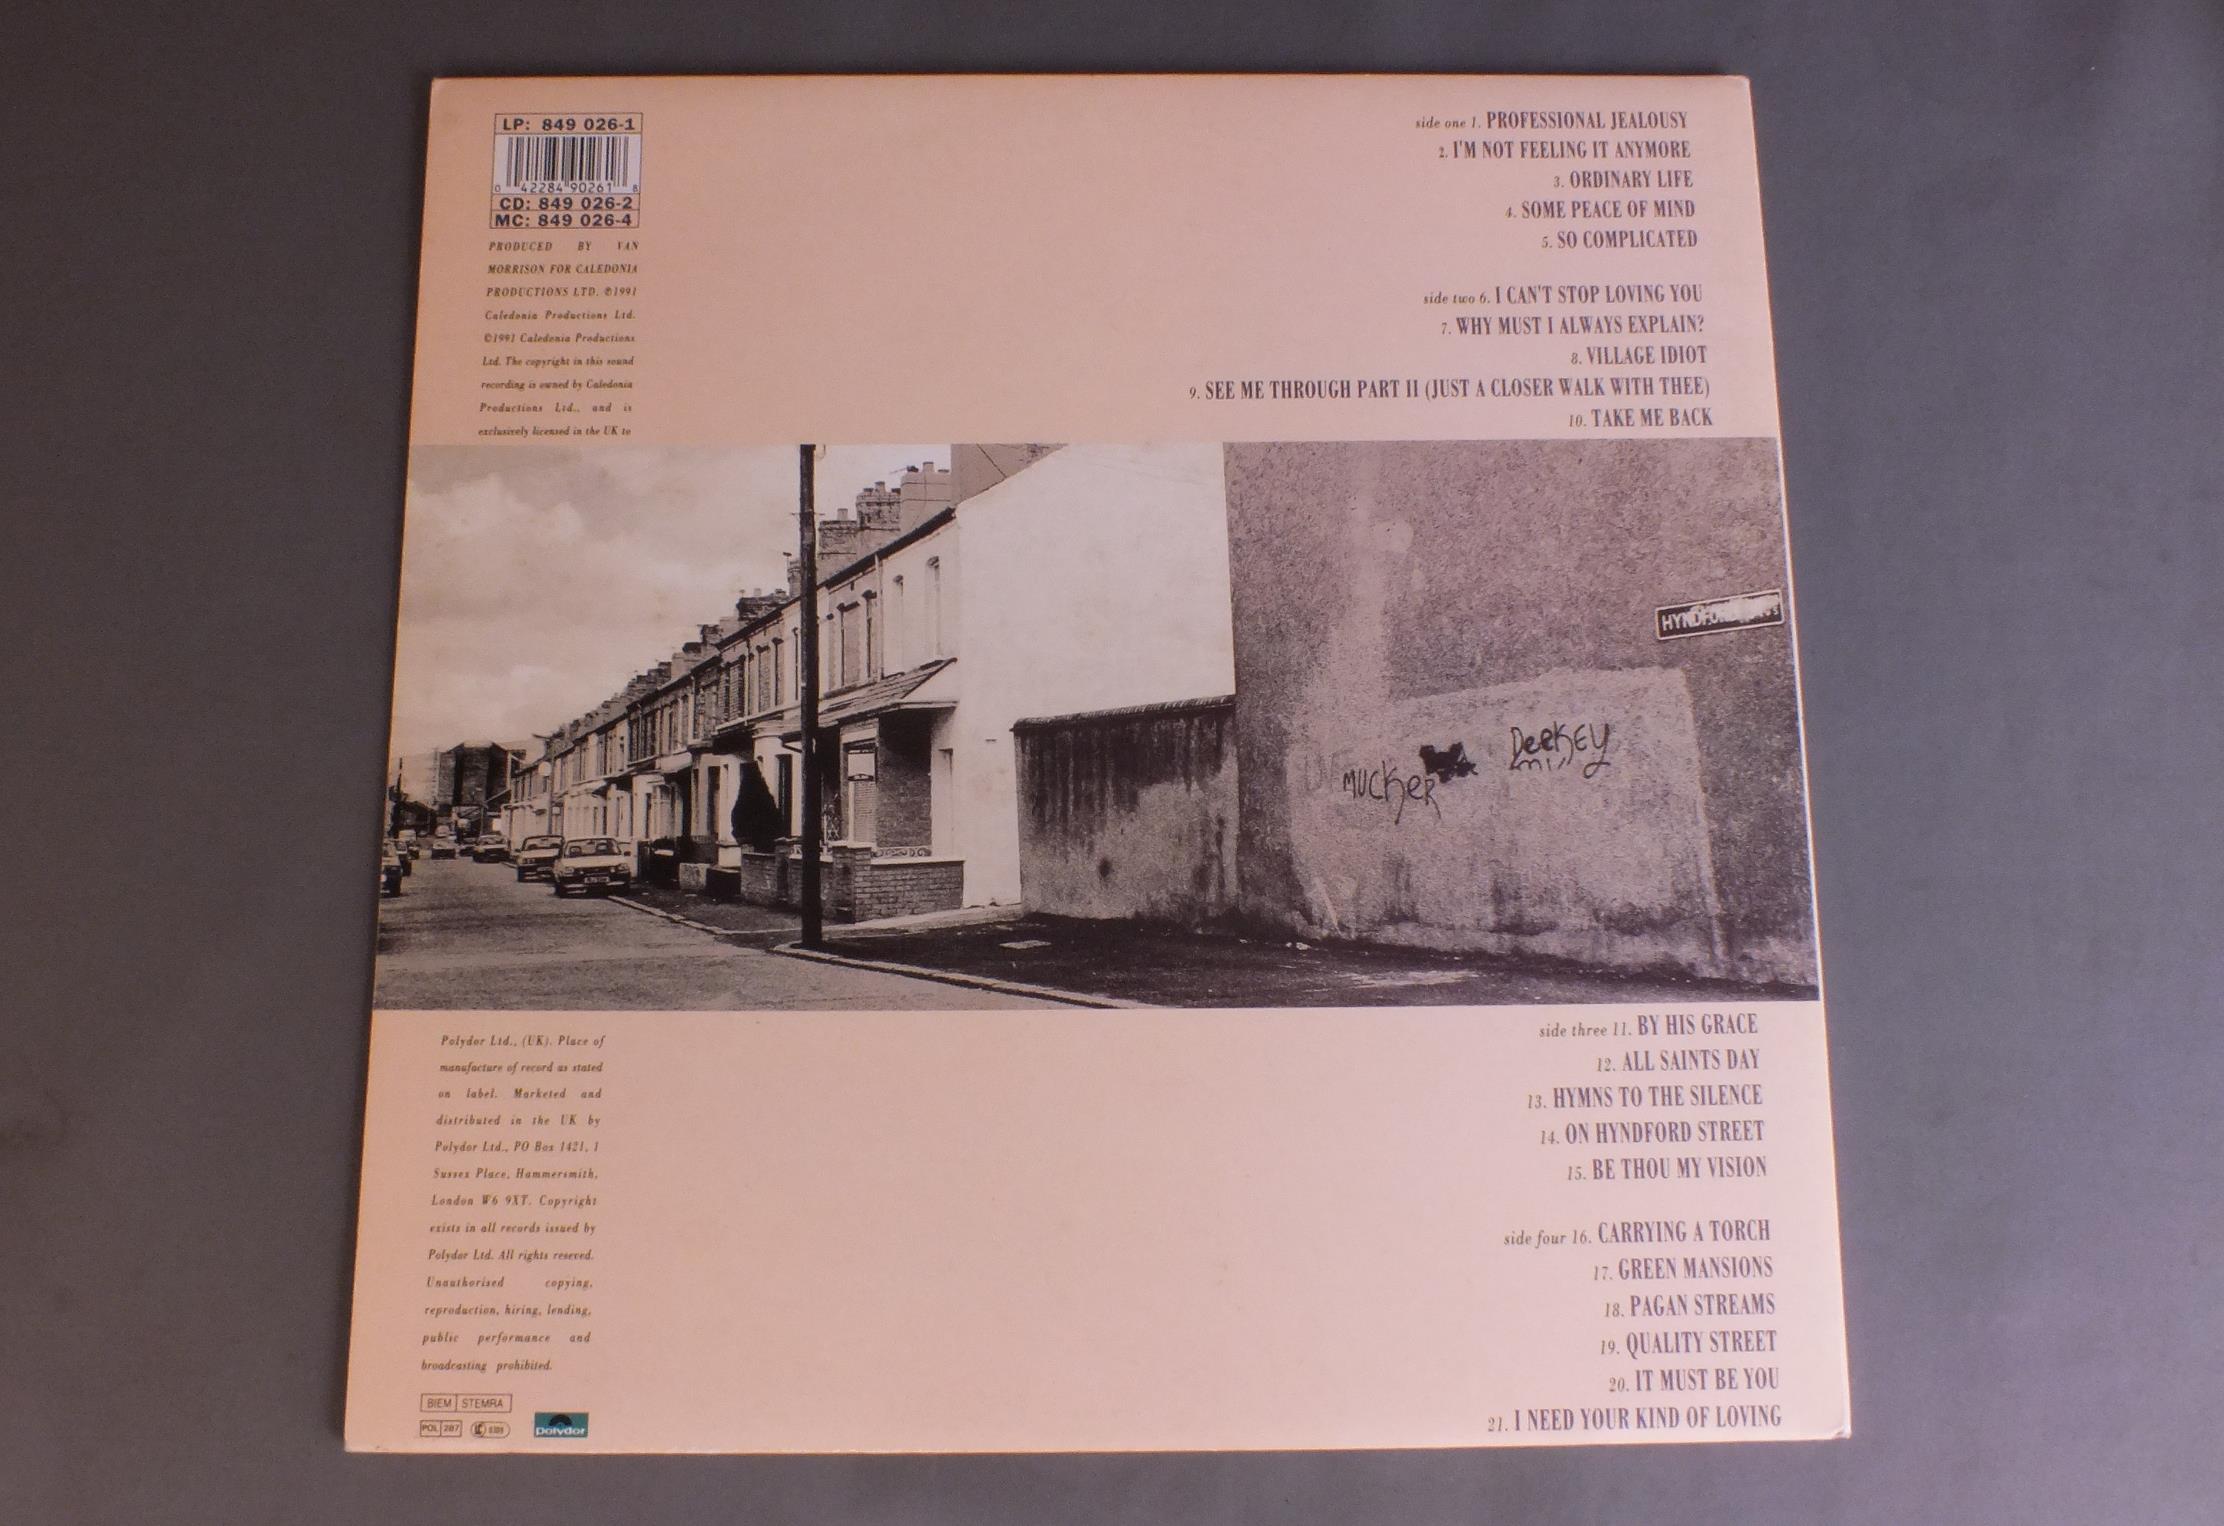 LP: 849 026-1
0 42284 90261 8
CD: 849 026-2
MC: 849 026-4
PRODUCED BY VAN
MORRISON FOR CALEDONIA
PRODUCTIONS LTD. ℗1991
Caledonia Productions Ltd.
©1991 Caledonia Productions
Ltd. The copyright in this sound
recording is owned by Caledonia
Productions Ltd., and is
exclusively licensed in the UK to
side one 1. PROFESSIONAL JEALOUSY
2. I'M NOT FEELING IT ANYMORE
3. ORDINARY LIFE
4. SOME PEACE OF MIND
5. SO COMPLICATED
side two 6. I CAN'T STOP LOVING YOU
7. WHY MUST I ALWAYS EXPLAIN?
8. VILLAGE IDIOT
9. SEE ME THROUGH PART II (JUST A CLOSER WALK WITH THEE)
10. TAKE ME BACK
HYNDFORD
MUCKER
DeeKEY
Polydor Ltd., (UK). Place of
manufacture of record as stated
on label. Marketed and
distributed in the UK by
Polydor Ltd., PO Box 1421, 1
Sussex Place, Hammersmith,
London W6 9XT. Copyright
exists in all records issued by
Polydor Ltd. All rights reseved.
Unauthorised copying,
reproduction, hiring, lending,
public performance and
broadcasting prohibited.
BIEM STEMRA
POL 287 LC
polydor
side three 11. BY HIS GRACE
12. ALL SAINTS DAY
13. HYMNS TO THE SILENCE
14. ON HYNDFORD STREET
15. BE THOU MY VISION
side four 16. CARRYING A TORCH
17. GREEN MANSIONS
18. PAGAN STREAMS
19. QUALITY STREET
20. IT MUST BE YOU
21. I NEED YOUR KIND OF LOVING